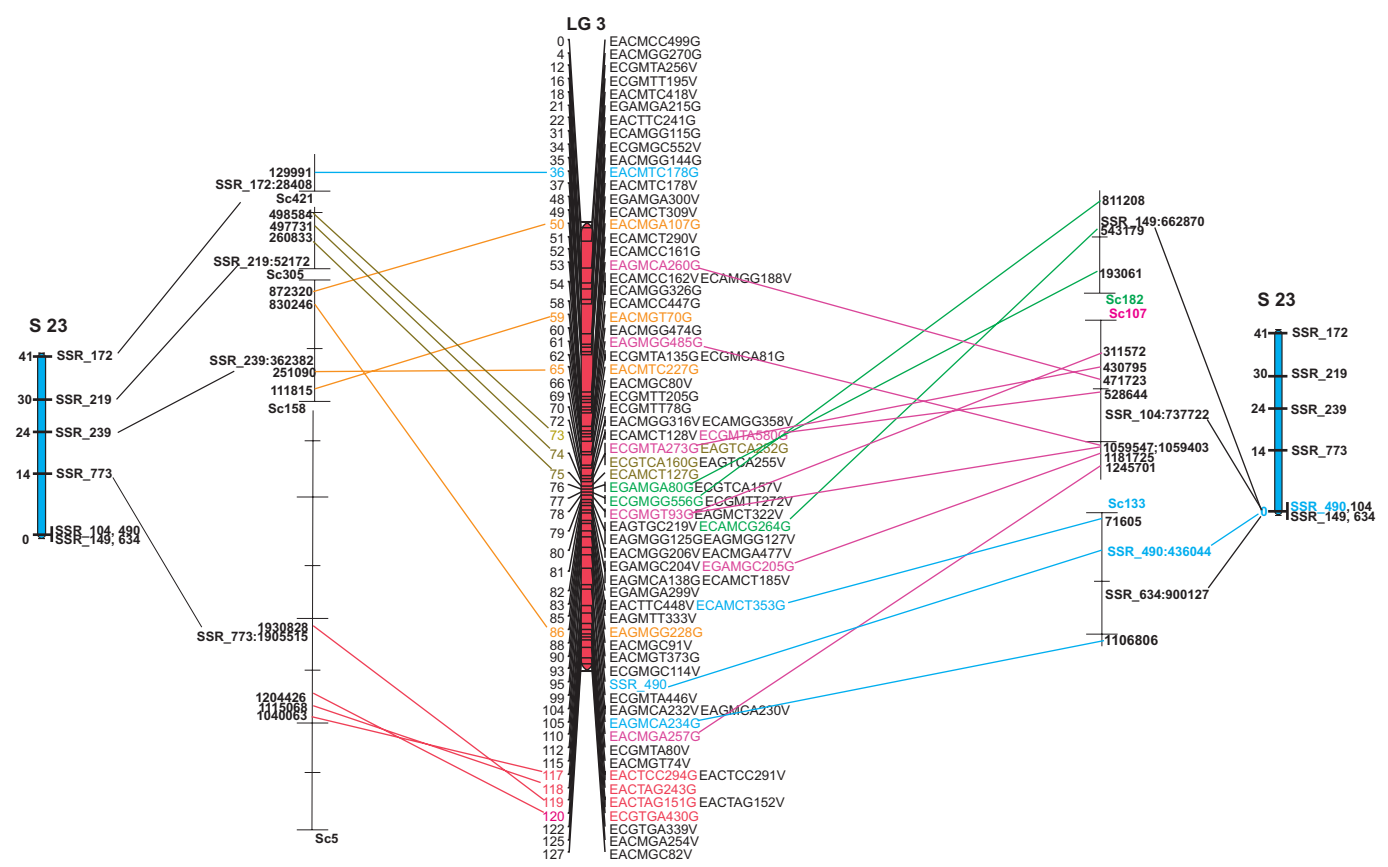 LG 3
0 EACMCC499G
4 EACMGG270G
12 ECGMTA256V
16 ECGMTT195V
18 EACMTC418V
21 EGAMGA215G
22 EACTTC241G
31 ECAMGG115G
34 ECGMGC552V
35 EACMGG144G
36 EACMTC178G
37 EACMTC178V
48 EGAMGA300V
49 ECAMCT309V
50 EACMGA107G
51 ECAMCT290V
52 ECAMCC161G
53 EAGMCA260G
54 ECAMCC162V ECAMGG188V
ECAMGG326G
58 ECAMCC447G
59 EACMGT70G
60 EACMGG474G
61 EAGMGG485G
62 ECGMTA135G ECGMCA81G
65 EACMTC227G
66 EACMGC80V
69 ECGMTT205G
70 ECGMTT78G
72 EACMGG316V ECAMGG358V
73 ECAMCT128V ECGMTA580G
74 ECGMTA273G EAGTCA252G
ECGTCA160G EAGTCA255V
75 ECAMCT127G
76 EGAMGA80G ECGTCA157V
77 ECGMGG556G ECGMTT272V
78 ECGMGT93G EAGMCT322V
79 EAGTGC219V ECAMCG264G
EAGMGG125G EAGMGG127V
80 EACMGG206V EACMGA477V
81 EGAMGC204V EGAMGC205G
EAGMCA138G ECAMCT185V
82 EGAMGA299V
83 EACTTC448V ECAMCT353G
85 EAGMTT333V
86 EAGMGG228G
88 EACMGC91V
90 EACMGT373G
93 ECGMGC114V
95 SSR_490
99 ECGMTA446V
104 EAGMCA232V EAGMCA230V
105 EAGMCA234G
110 EACMGA257G
112 ECGMTA80V
115 EACMGT74V
117 EACTCC294G EACTCC291V
118 EACTAG243G
119 EACTAG151G EACTAG152V
120 ECGTGA430G
122 ECGTGA339V
125 EACMGA254V
127 EACMGC82V
S 23
41 SSR_172
30 SSR_219
24 SSR_239
14 SSR_773
SSR_104, 490
0 SSR_149, 634
129991
SSR_172:28408
Sc421
498584
497731
260833
SSR_219:52172
Sc305
872320
830246
SSR_239:362382
251090
111815
Sc158
1930828
SSR_773:1905515
1204426
1115068
1040063
Sc5
811208
SSR_149:662870
543179
193061
Sc182
Sc107
311572
430795
471723
528644
SSR_104:737722
1059547;1059403
1181725
1245701
Sc133
71605
SSR_490:436044
SSR_634:900127
1106806
S 23
41 SSR_172
30 SSR_219
24 SSR_239
14 SSR_773
0 SSR_490,104
SSR_149, 634